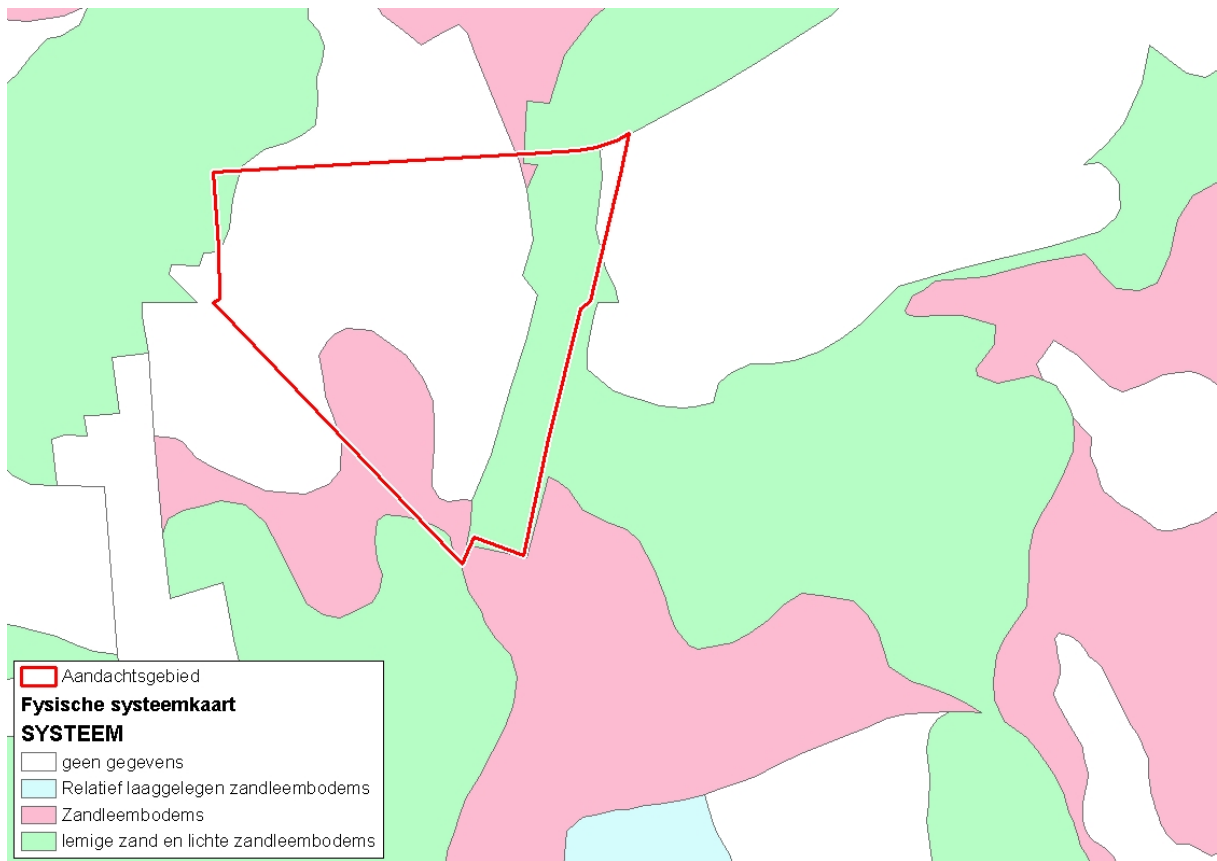 Aandachtsgebied
Fysische systeemkaart
SYSTEEM
geen gegevens
Relatief laaggelegen zandleembodems
Zandleembodems
lemige zand en lichte zandleembodems